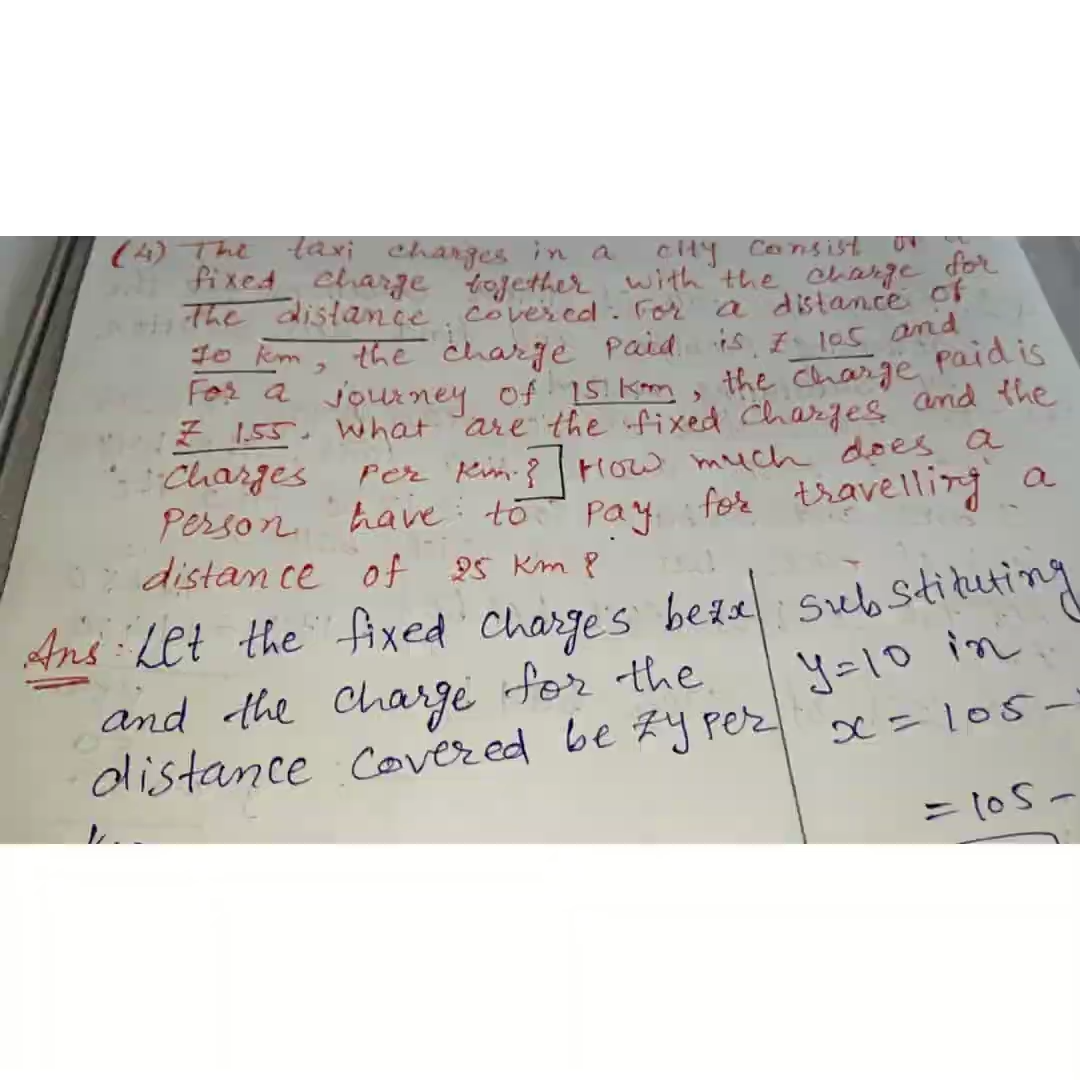 (4) The taxi charges in a city consist of a
fixed charge together with the charge for
the distance covered. For a distance of
10 km, the charge paid is ₹ 105 and
For a journey of 15 Km, the charge paid is
₹ 155. What are the fixed charges and the
charges per km.? How much does a
person have to pay for travelling a
distance of 25 Km?
Ans: Let the fixed charges be ₹x
and the charge for the
distance covered be ₹y per
substituting
y=10 in
x = 105 -
= 105 -